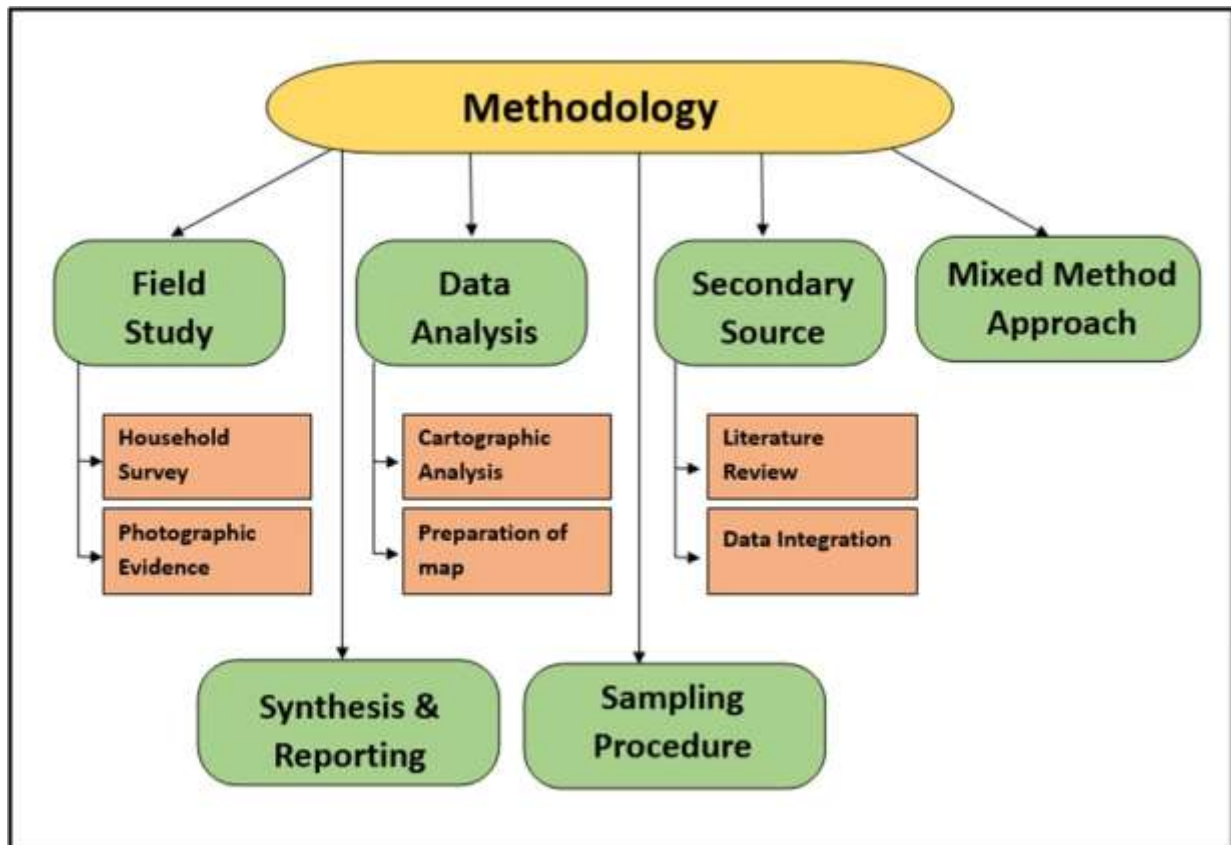 Methodology
Field
Study
Data
Analysis
Secondary
Source
Mixed Method
Approach
Household
Survey
Photographic
Evidence
Cartographic
Analysis
Preparation of
map
Literature
Review
Data Integration
Synthesis &
Reporting
Sampling
Procedure